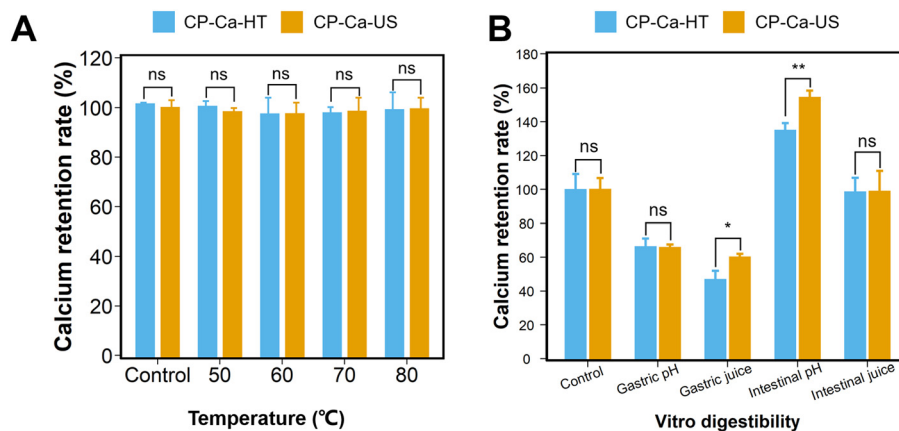 A
CP-Ca-HT CP-Ca-US
Calcium retention rate (%)
120
100
80
60
40
20
0
ns ns ns ns ns
Control 50 60 70 80
Temperature (℃)
B
CP-Ca-HT CP-Ca-US
Calcium retention rate (%)
180
160
140
120
100
80
60
40
20
0
ns ns * ** ns
Control Gastric pH Gastric juice Intestinal pH Intestinal juice
Vitro digestibility